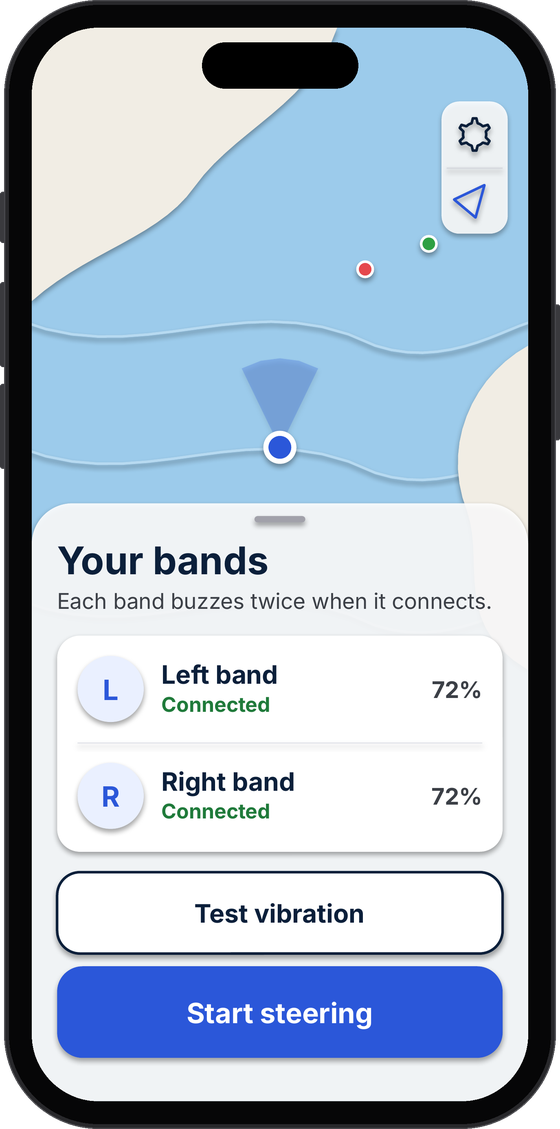 Your bands
Each band buzzes twice when it connects.
L
Left band
Connected
72%
R
Right band
Connected
72%
Test vibration
Start steering